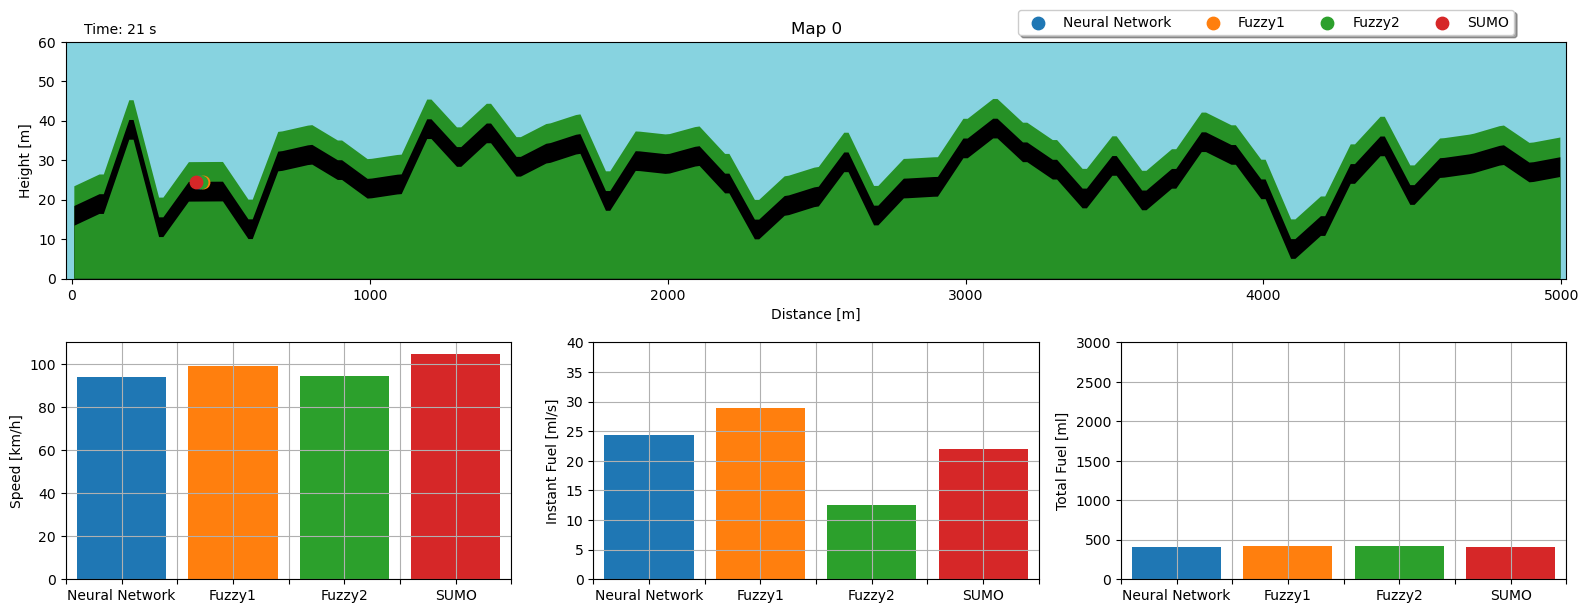 Time: 21 s
Map 0
Neural Network Fuzzy1 Fuzzy2 SUMO
Height [m]
60
50
40
30
20
10
0
0 1000 2000 3000 4000 5000
Distance [m]
Speed [km/h]
100
80
60
40
20
0
Neural Network Fuzzy1 Fuzzy2 SUMO
Instant Fuel [ml/s]
40
35
30
25
20
15
10
5
0
Neural Network Fuzzy1 Fuzzy2 SUMO
Total Fuel [ml]
3000
2500
2000
1500
1000
500
0
Neural Network Fuzzy1 Fuzzy2 SUMO